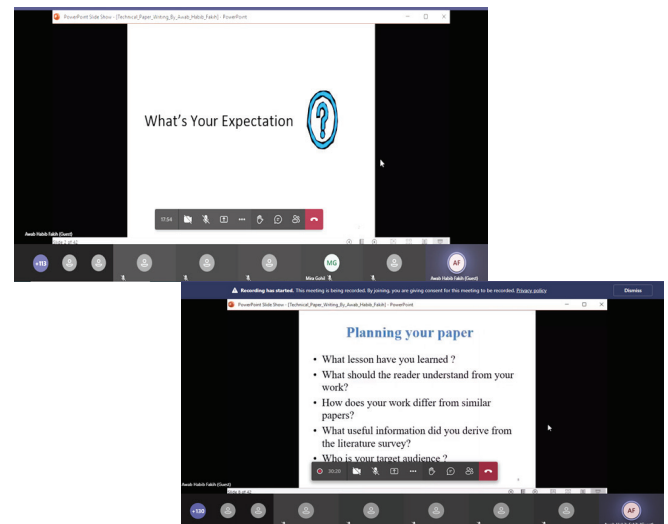 PowerPoint Slide Show - [Technical_Paper_Writing_By_Awab_Habib_Fakih] - PowerPoint
What's Your Expectation
?
17:54
Awab Habib Fakih (Guest)
Slide 2 of 42
+113
MG
AF
Mira Gohil
Awab Habib Fakih (Guest)
Recording has started. This meeting is being recorded. By joining, you are giving consent for this meeting to be recorded. Privacy policy
Dismiss
PowerPoint Slide Show - [Technical_Paper_Writing_By_Awab_Habib_Fakih] - PowerPoint
Planning your paper
• What lesson have you learned ?
• What should the reader understand from your
work?
• How does your work differ from similar
papers?
• What useful information did you derive from
the literature survey?
• Who is your target audience ?
30:20
Awab Habib Fakih (Guest)
Slide 8 of 42
+130
AF